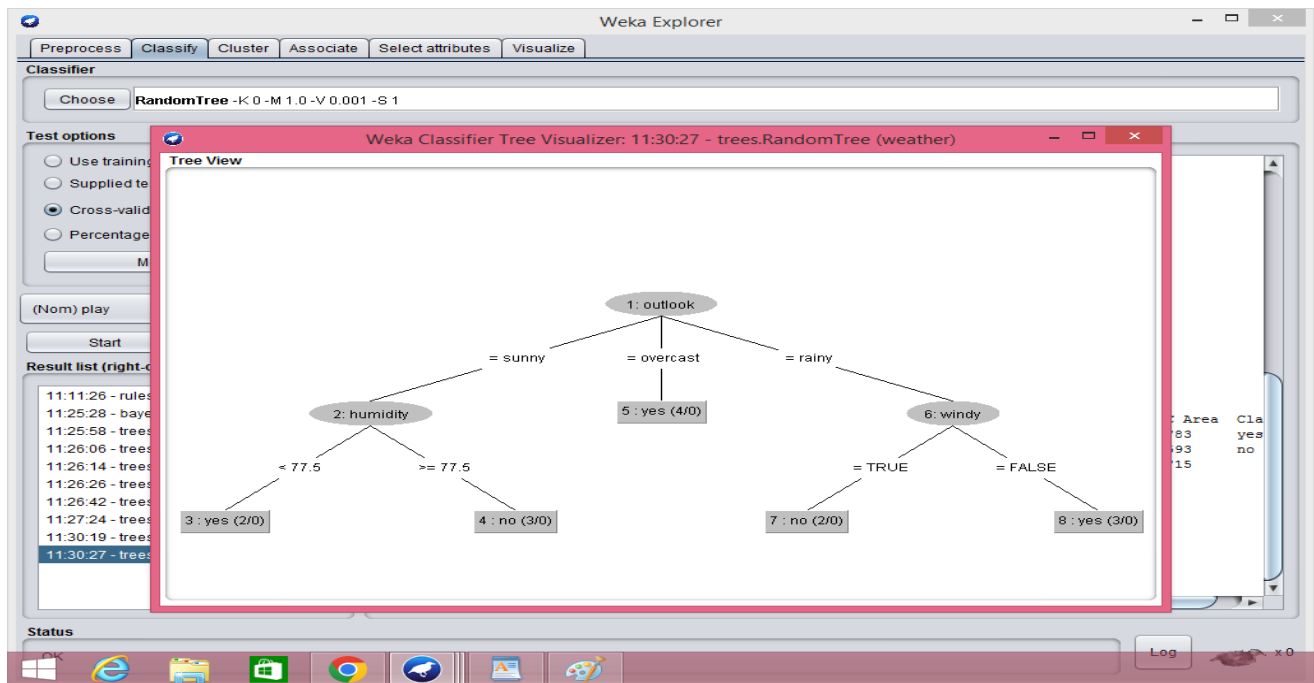 Weka Explorer
Preprocess Classify Cluster Associate Select attributes Visualize
Classifier
Choose RandomTree -K 0 -M 1.0 -V 0.001 -S 1
Test options
Use training
Supplied te
Cross-valid
Percentage
M
(Nom) play
Start
Result list (right-c
11:11:26 - rules
11:25:28 - baye
11:25:58 - trees
11:26:06 - trees
11:26:14 - trees
11:26:26 - trees
11:26:42 - trees
11:27:24 - trees
11:30:19 - trees
11:30:27 - trees
Weka Classifier Tree Visualizer: 11:30:27 - trees.RandomTree (weather)
Tree View
1: outlook
= sunny = overcast = rainy
2: humidity 5 : yes (4/0) 6: windy
< 77.5 >= 77.5 = TRUE = FALSE
3 : yes (2/0) 4 : no (3/0) 7 : no (2/0) 8 : yes (3/0)
Area Cla
83 yes
93 no
15
Status
OK
Log x 0